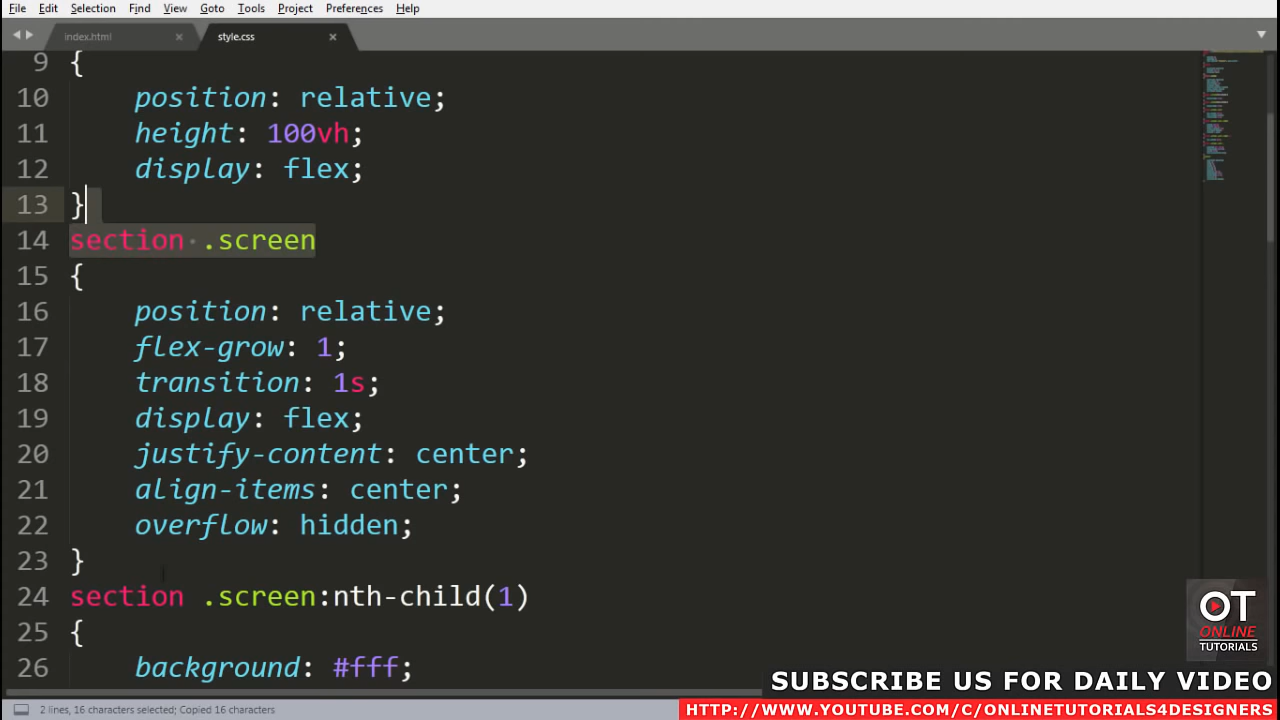 File Edit Selection Find View Goto Tools Project Preferences Help
index.html × style.css ×
9 {
10 position: relative;
11 height: 100vh;
12 display: flex;
13 }
14 section .screen
15 {
16 position: relative;
17 flex-grow: 1;
18 transition: 1s;
19 display: flex;
20 justify-content: center;
21 align-items: center;
22 overflow: hidden;
23 }
24 section .screen:nth-child(1)
25 {
26 background: #fff;
OT
ONLINE
TUTORIALS
SUBSCRIBE US FOR DAILY VIDEO
2 lines, 16 characters selected; Copied 16 characters
HTTP://WWW.YOUTUBE.COM/C/ONLINETUTORIALS4DESIGNERS